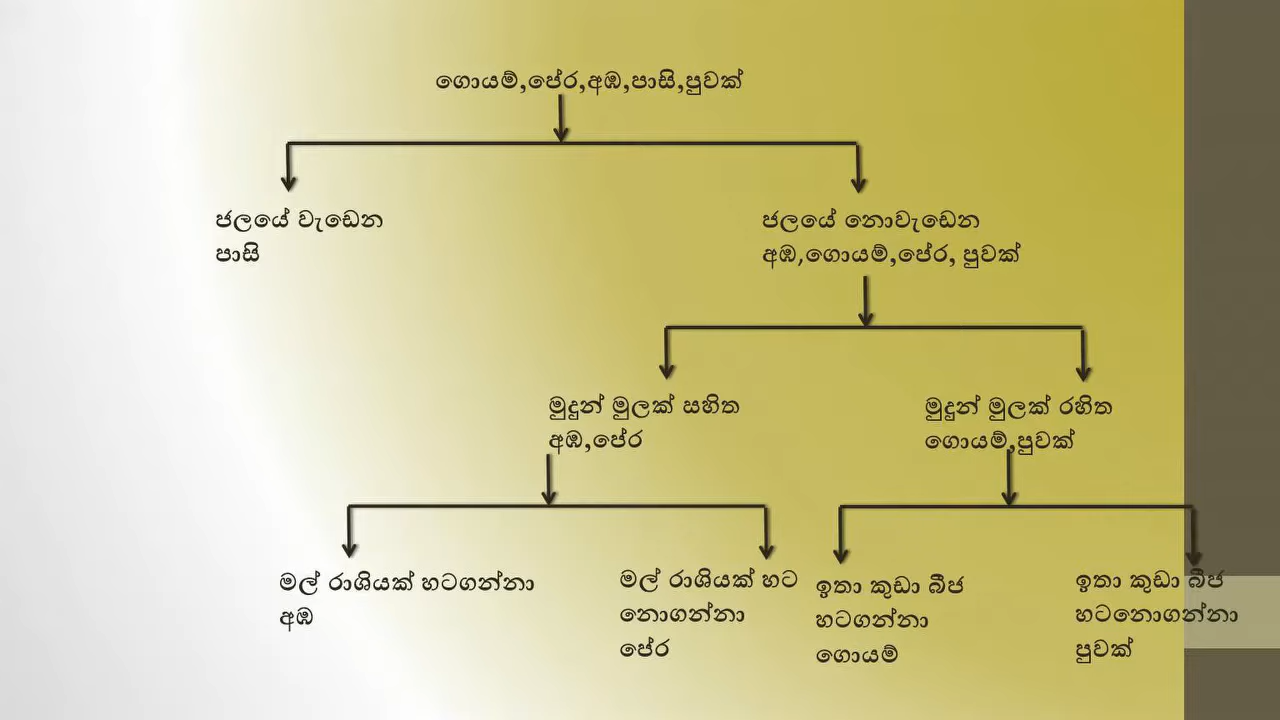 ගොයම්,පේර,අඹ,පාසි,පුවක්
ජලයේ වැඩෙන
පාසි
ජලයේ නොවැඩෙන
අඹ,ගොයම්,පේර, පුවක්
මුදුන් මුලක් සහිත
අඹ,පේර
මුදුන් මුලක් රහිත
ගොයම්,පුවක්
මල් රාශියක් හටගන්නා
අඹ
මල් රාශියක් හට
නොගන්නා
පේර
ඉතා කුඩා බීජ
හටගන්නා
ගොයම්
ඉතා කුඩා බීජ
හටනොගන්නා
පුවක්